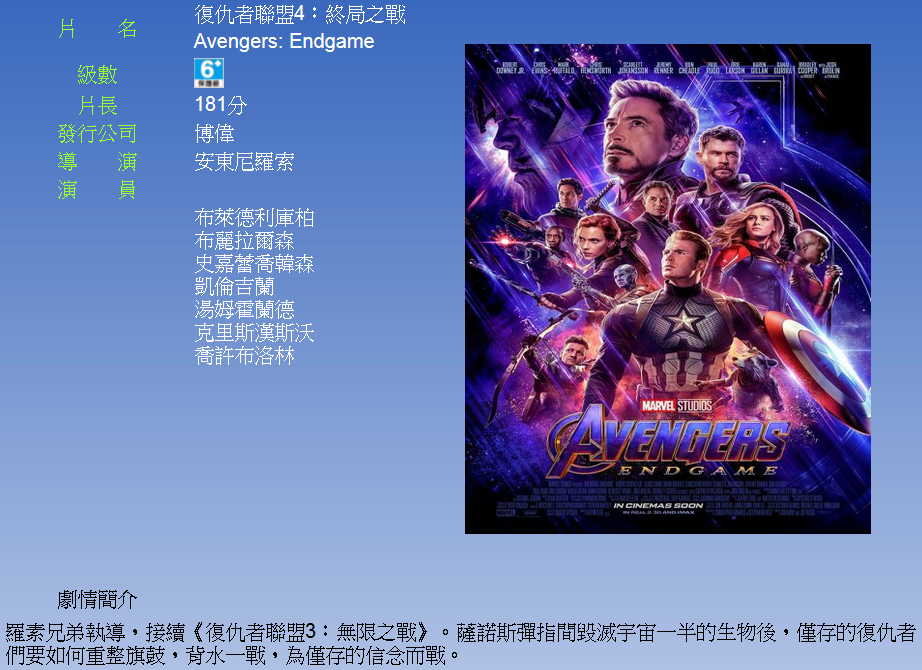 片 名
復仇者聯盟4：終局之戰
Avengers: Endgame
級數
6+
保護級
片長
181分
發行公司
博偉
導 演
安東尼羅索
演 員
布萊德利庫柏
布麗拉爾森
史嘉蕾喬韓森
凱倫吉蘭
湯姆霍蘭德
克里斯漢斯沃
喬許布洛林
ROBERT DOWNEY JR. CHRIS EVANS MARK RUFFALO CHRIS HEMSWORTH SCARLETT JOHANSSON JEREMY RENNER DON CHEADLE PAUL RUDD BRIE LARSON KAREN GILLAN DANAI GURIRA WITH BRADLEY COOPER AND JOSH BROLIN
MARVEL STUDIOS
AVENGERS
ENDGAME
IN CINEMAS SOON
IN REAL D 3D AND IMAX
劇情簡介
羅素兄弟執導，接續《復仇者聯盟3：無限之戰》。薩諾斯彈指間毀滅宇宙一半的生物後，僅存的復仇者
們要如何重整旗鼓，背水一戰，為僅存的信念而戰。